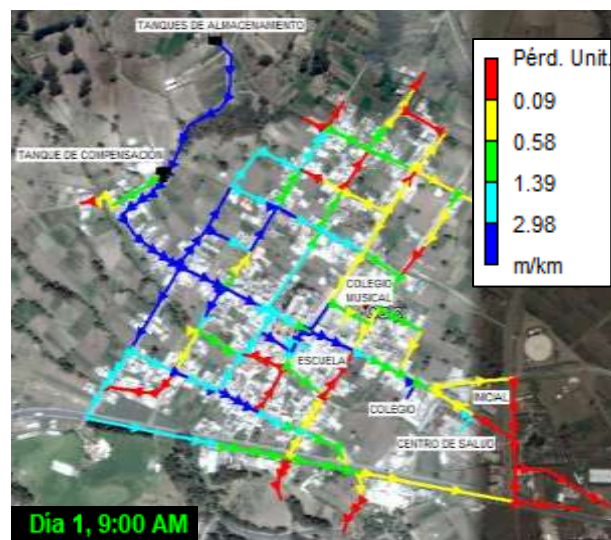 TANQUES DE ALMACENAMIENTO
Pérd. Unit.
0.09
0.58
1.39
2.98
m/km
TANQUE DE COMPENSACIÓN
COLEGIO
MUSICAL
ESCUELA
INICIAL
COLEGIO
CENTRO DE SALUD
Día 1, 9:00 AM